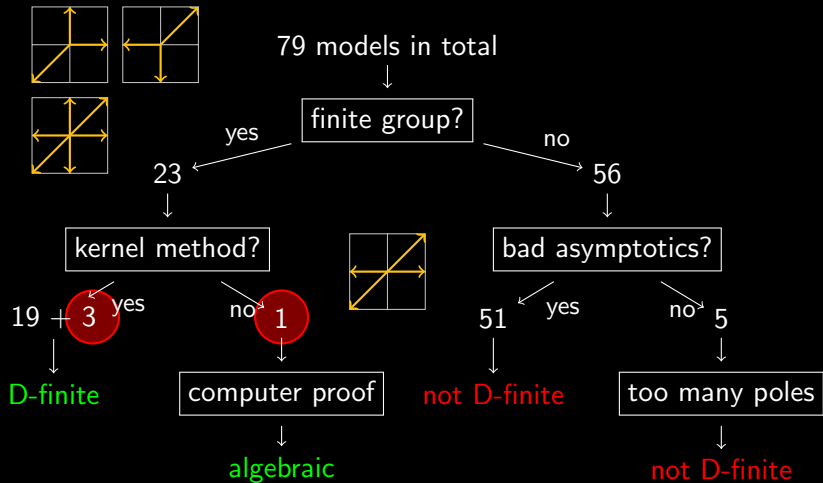 79 models in total
finite group?
yes
no
23
56
kernel method?
bad asymptotics?
yes
no
yes
no
19 + 3
1
51
5
D-finite
computer proof
not D-finite
too many poles
algebraic
not D-finite